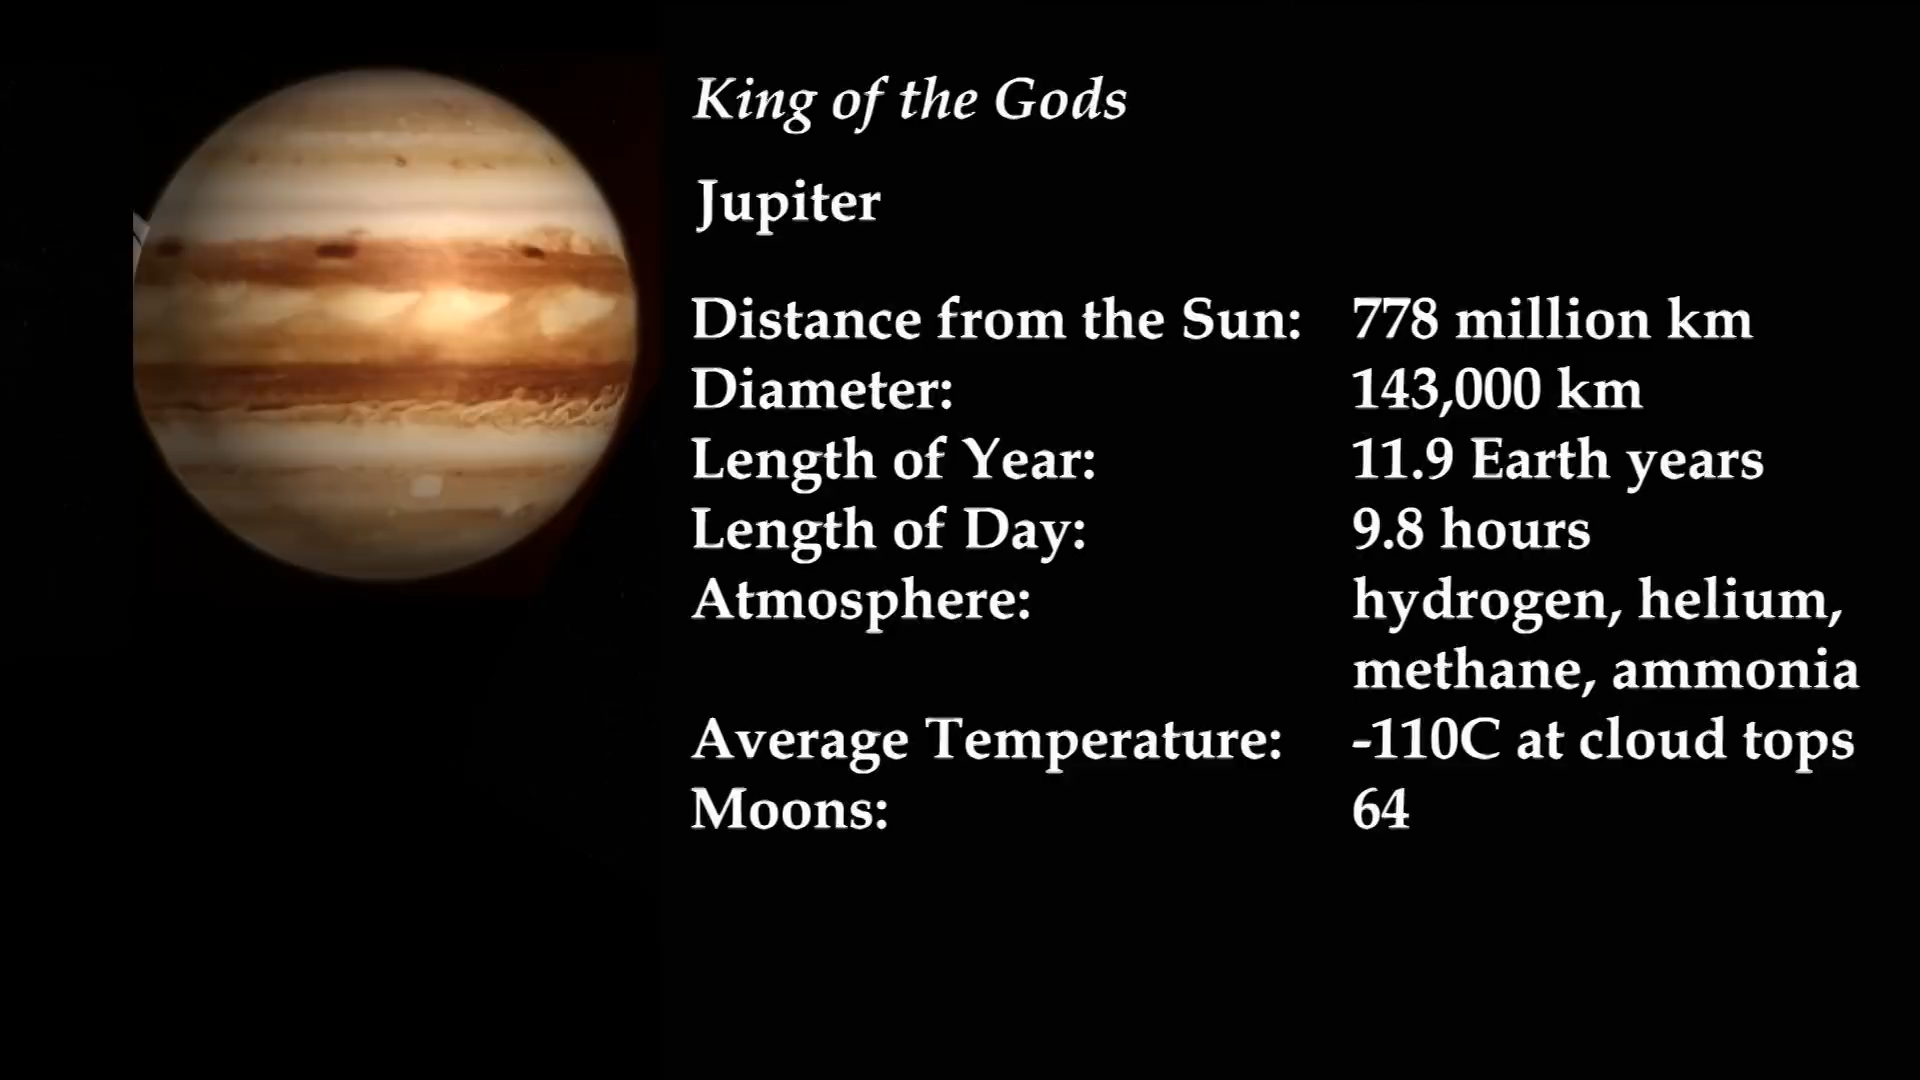 King of the Gods
Jupiter
Distance from the Sun: 778 million km
Diameter: 143,000 km
Length of Year: 11.9 Earth years
Length of Day: 9.8 hours
Atmosphere: hydrogen, helium,
methane, ammonia
Average Temperature: -110C at cloud tops
Moons: 64